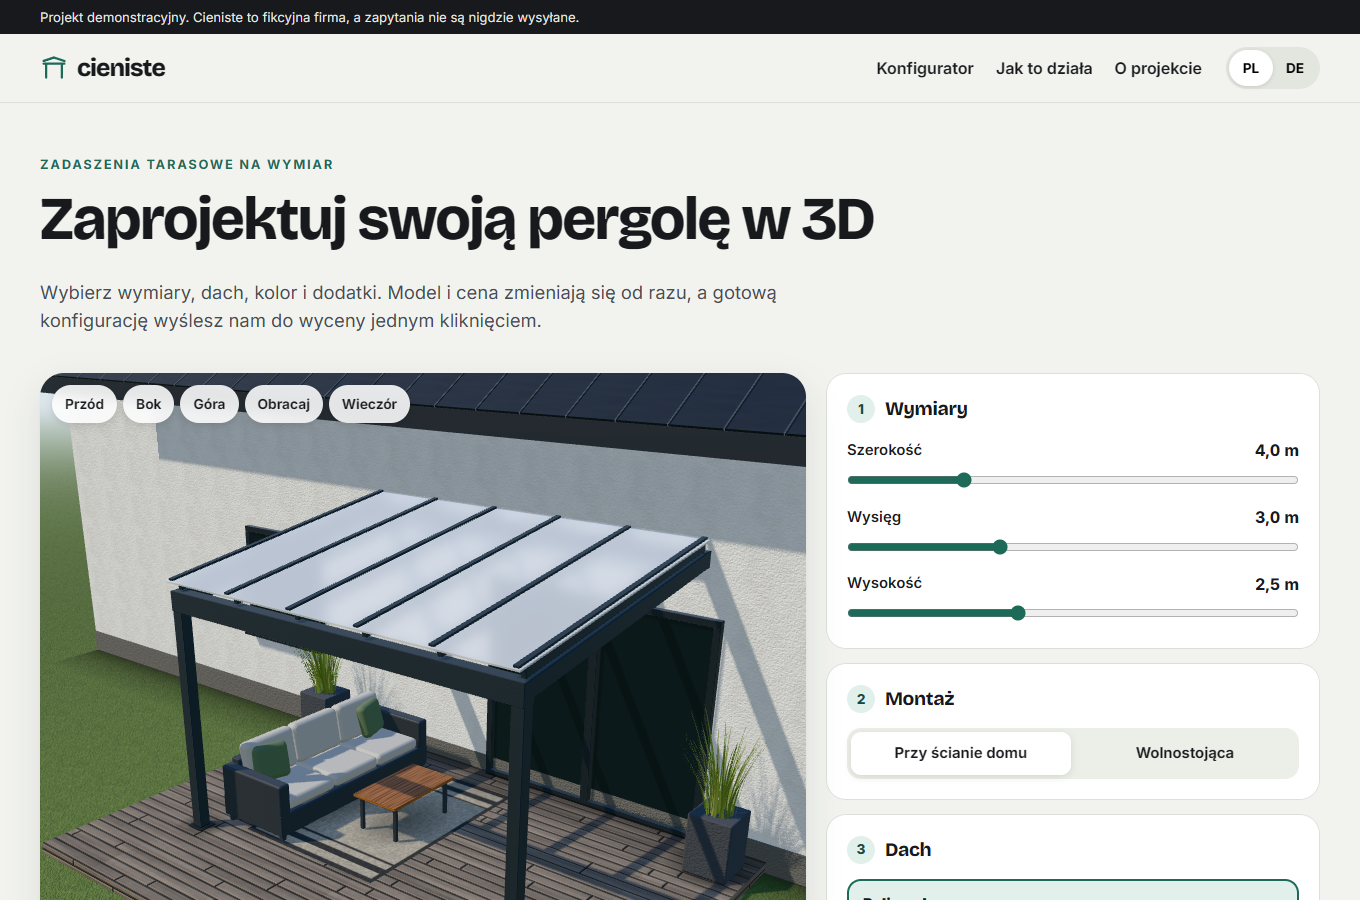 Projekt demonstracyjny. Cieniste to fikcyjna firma, a zapytania nie są nigdzie wysyłane.
cieniste
Konfigurator
Jak to działa
O projekcie
PL
DE
ZADASZENIA TARASOWE NA WYMIAR
Zaprojektuj swoją pergolę w 3D
Wybierz wymiary, dach, kolor i dodatki. Model i cena zmieniają się od razu, a gotową
konfigurację wyślesz nam do wyceny jednym kliknięciem.
Przód
Bok
Góra
Obracaj
Wieczór
1 Wymiary
Szerokość 4,0 m
Wysięg 3,0 m
Wysokość 2,5 m
2 Montaż
Przy ścianie domu
Wolnostojąca
3 Dach